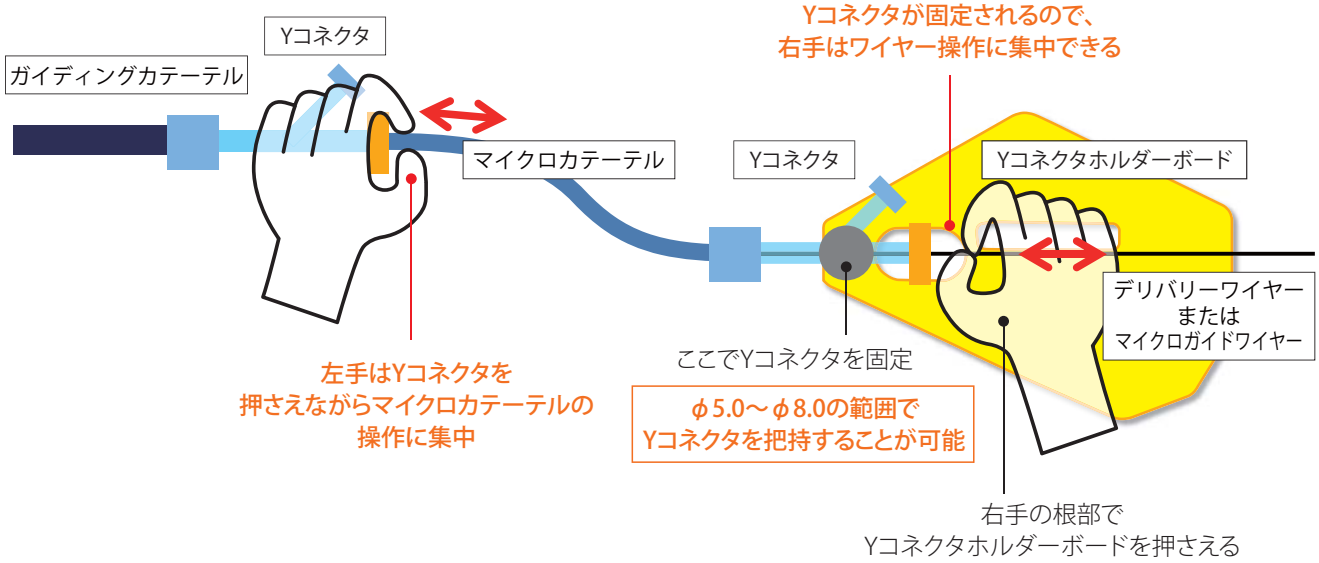 Yコネクタ
ガイディングカテーテル
マイクロカテーテル
左手はYコネクタを
押さえながらマイクロカテーテルの
操作に集中
Yコネクタが固定されるので、
右手はワイヤー操作に集中できる
Yコネクタ
Yコネクタホルダーボード
デリバリーワイヤー
または
マイクロガイドワイヤー
ここでYコネクタを固定
φ5.0～φ8.0の範囲で
Yコネクタを把持することが可能
右手の根部で
Yコネクタホルダーボードを押さえる